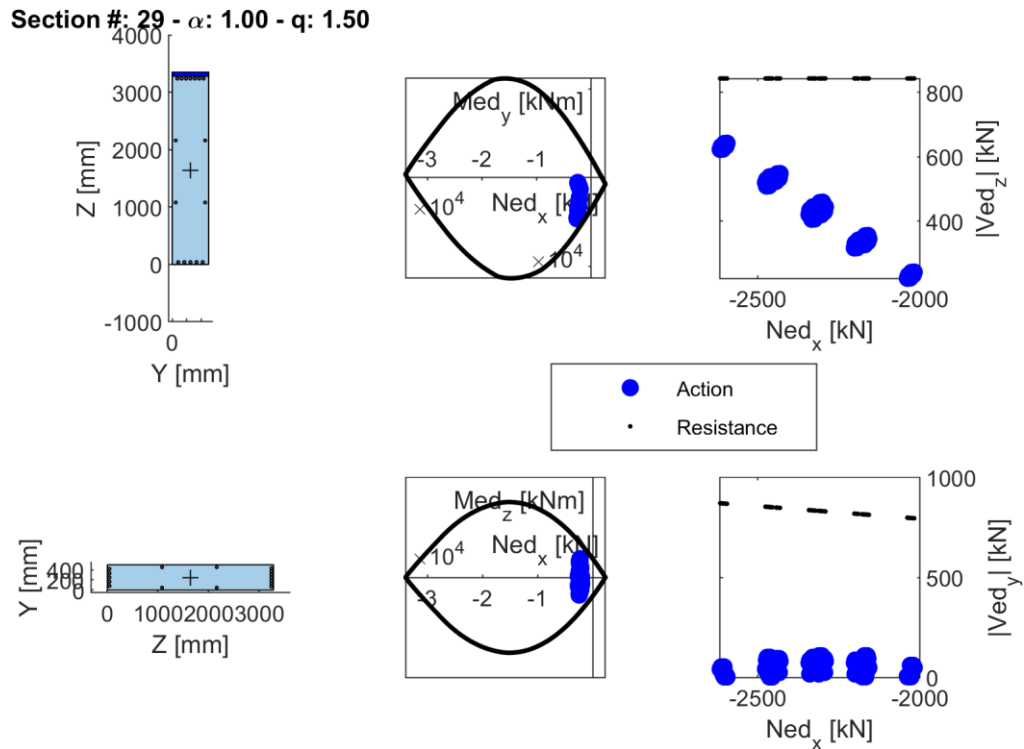 Section #: 29 - α: 1.00 - q: 1.50
4000
3000
2000
1000
0
-1000
Z [mm]
0
Y [mm]
Med_y [kNm]
-3 -2 -1
×10^4
Ned_x [kN]
×10^4
800
600
400
|Ved_z| [kN]
-2500 -2000
Ned_x [kN]
Action
Resistance
400
200
0
Y [mm]
0 1000 2000 3000
Z [mm]
Med_z [kNm]
×10^4
Ned_x [kN]
-3 -2 -1
1000
500
0
|Ved_y| [kN]
-2500 -2000
Ned_x [kN]